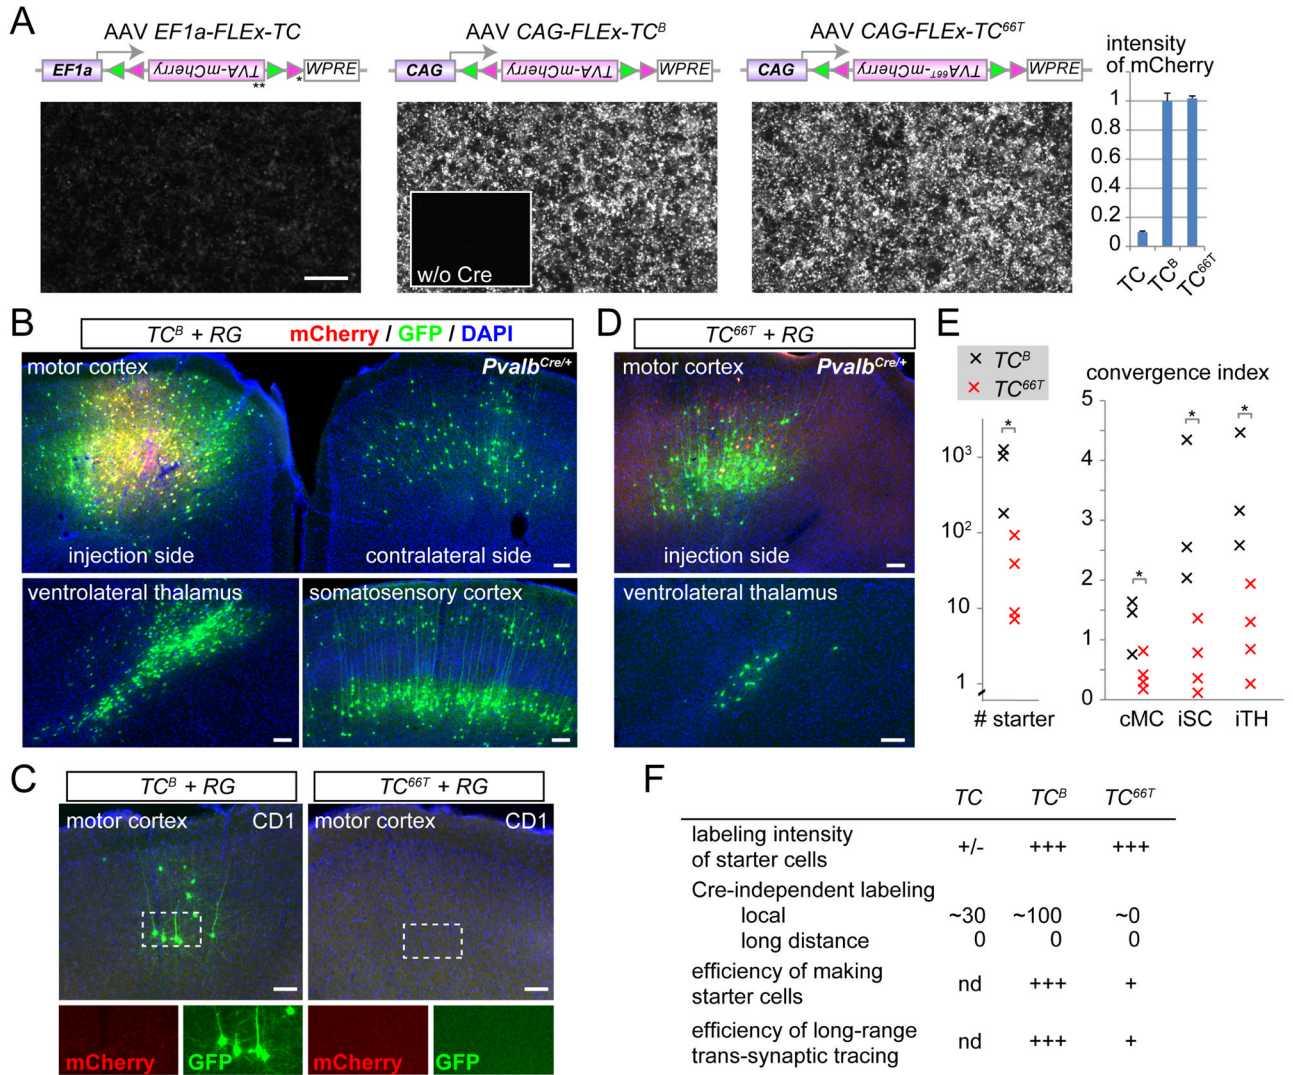 A
AAV EF1a-FLEx-TC
AAV CAG-FLEx-TC^B
AAV CAG-FLEx-TC^66T
EF1a
TVA-mCherry
**
*
WPRE
CAG
TVA-mCherry
WPRE
CAG
TVA^66T-mCherry
WPRE
w/o Cre
intensity
of mCherry
1
0.8
0.6
0.4
0.2
0
TC
TC^B
TC^66T
B
TC^B + RG mCherry / GFP / DAPI
motor cortex
Pvalb^Cre/+
injection side
contralateral side
ventrolateral thalamus
somatosensory cortex
D
TC^66T + RG
motor cortex
Pvalb^Cre/+
injection side
ventrolateral thalamus
E
× TC^B
× TC^66T
*
10^3
10^2
10
1
# starter
convergence index
5
4
3
2
1
0
*
*
*
cMC iSC iTH
C
TC^B + RG
TC^66T + RG
motor cortex CD1
motor cortex CD1
mCherry
GFP
mCherry
GFP
F
TC TC^B TC^66T
labeling intensity
of starter cells +/- +++ +++
Cre-independent labeling
local ~30 ~100 ~0
long distance 0 0 0
efficiency of making
starter cells nd +++ +
efficiency of long-range
trans-synaptic tracing nd +++ +